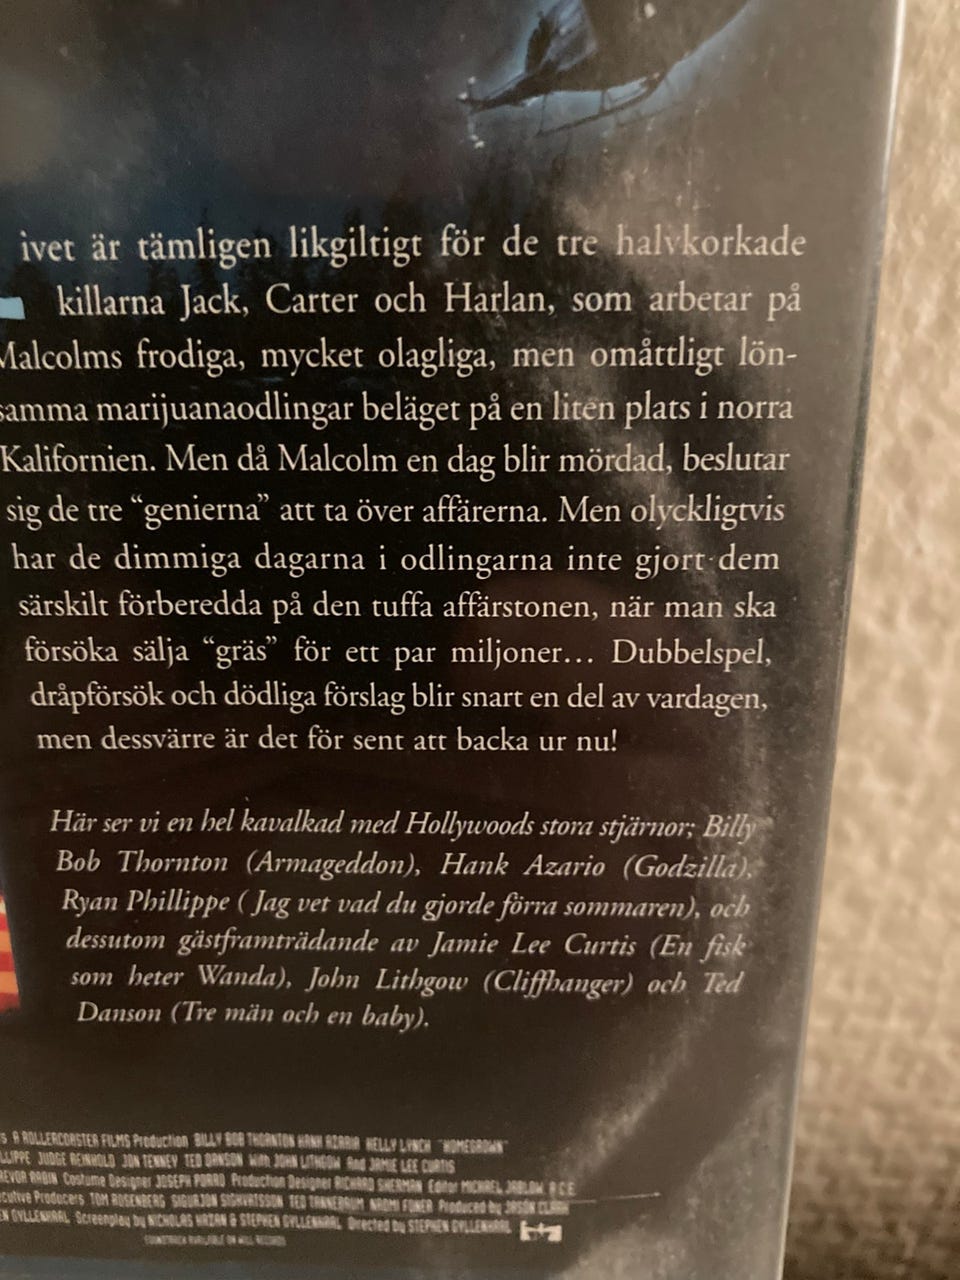 ivet är tämligen likgiltigt för de tre halvkorkade
killarna Jack, Carter och Harlan, som arbetar på
Malcolms frodiga, mycket olagliga, men omåttligt lön-
samma marijuanaodlingar beläget på en liten plats i norra
Kalifornien. Men då Malcolm en dag blir mördad, beslutar
sig de tre “genierna” att ta över affärerna. Men olyckligtvis
har de dimmiga dagarna i odlingarna inte gjort dem
särskilt förberedda på den tuffa affärstonen, när man ska
försöka sälja “gräs” för ett par miljoner... Dubbelspel,
dråpförsök och dödliga förslag blir snart en del av vardagen,
men dessvärre är det för sent att backa ur nu!
Här ser vi en hel kavalkad med Hollywoods stora stjärnor; Billy
Bob Thornton (Armageddon), Hank Azario (Godzilla),
Ryan Phillippe ( Jag vet vad du gjorde förra sommaren), och
dessutom gästframträdande av Jamie Lee Curtis (En fisk
som heter Wanda), John Lithgow (Cliffhanger) och Ted
Danson (Tre män och en baby).
S A ROLLERCOASTER FILMS Production BILLY BOB THORNTON HANK AZARIA KELLY LYNCH "HOMEGROWN"
LLIPPE JUDGE REINHOLD JON TENNEY TED DANSON with JOHN LITHGOW And JAMIE LEE CURTIS
REVOR RABIN Costume Designer JOSEPH PORRO Production Designer RICHARD SHERMAN Editor MICHAEL JABLOW, A.C.E.
ecutive Producers TOM ROSENBERG SIGURJON SIGHVATSSON TED TANNEBAUM NAOMI FONER Produced by JASON CLARK
EN GYLLENHAAL Screenplay by NICHOLAS KAZAN & STEPHEN GYLLENHAAL Directed by STEPHEN GYLLENHAAL
SOUNDTRACK AVAILABLE ON RECORDS